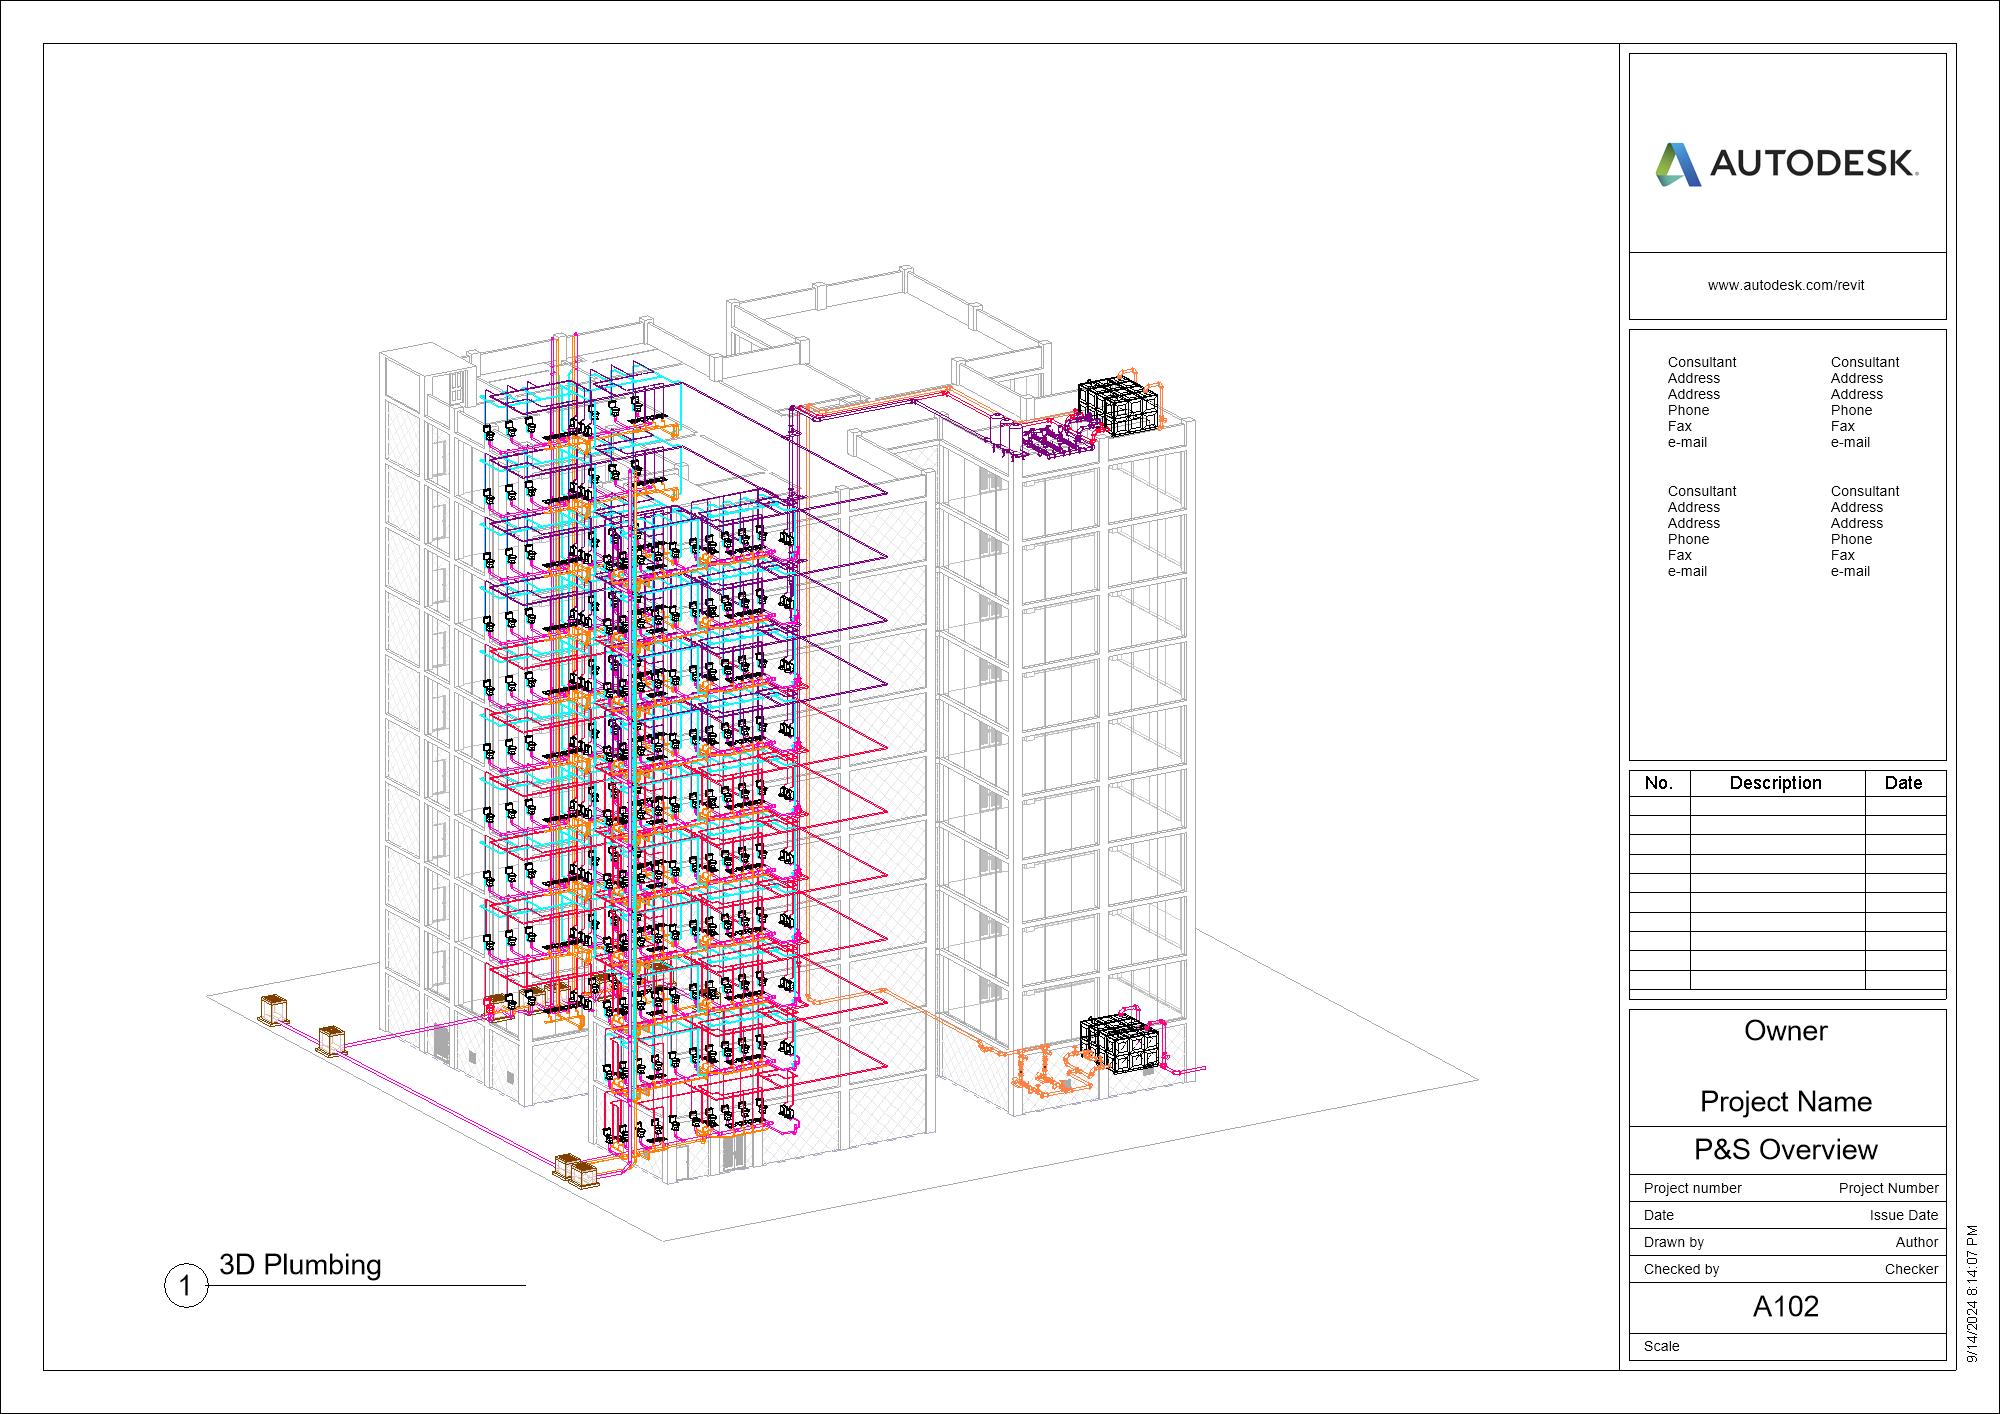 AUTODESK.
www.autodesk.com/revit
Consultant
Address
Address
Phone
Fax
e-mail
Consultant
Address
Address
Phone
Fax
e-mail
Consultant
Address
Address
Phone
Fax
e-mail
Consultant
Address
Address
Phone
Fax
e-mail
No. Description Date
Owner
Project Name
P&S Overview
Project number Project Number
Date Issue Date
Drawn by Author
Checked by Checker
A102
Scale
9/14/2024 8:14:07 PM
1 3D Plumbing